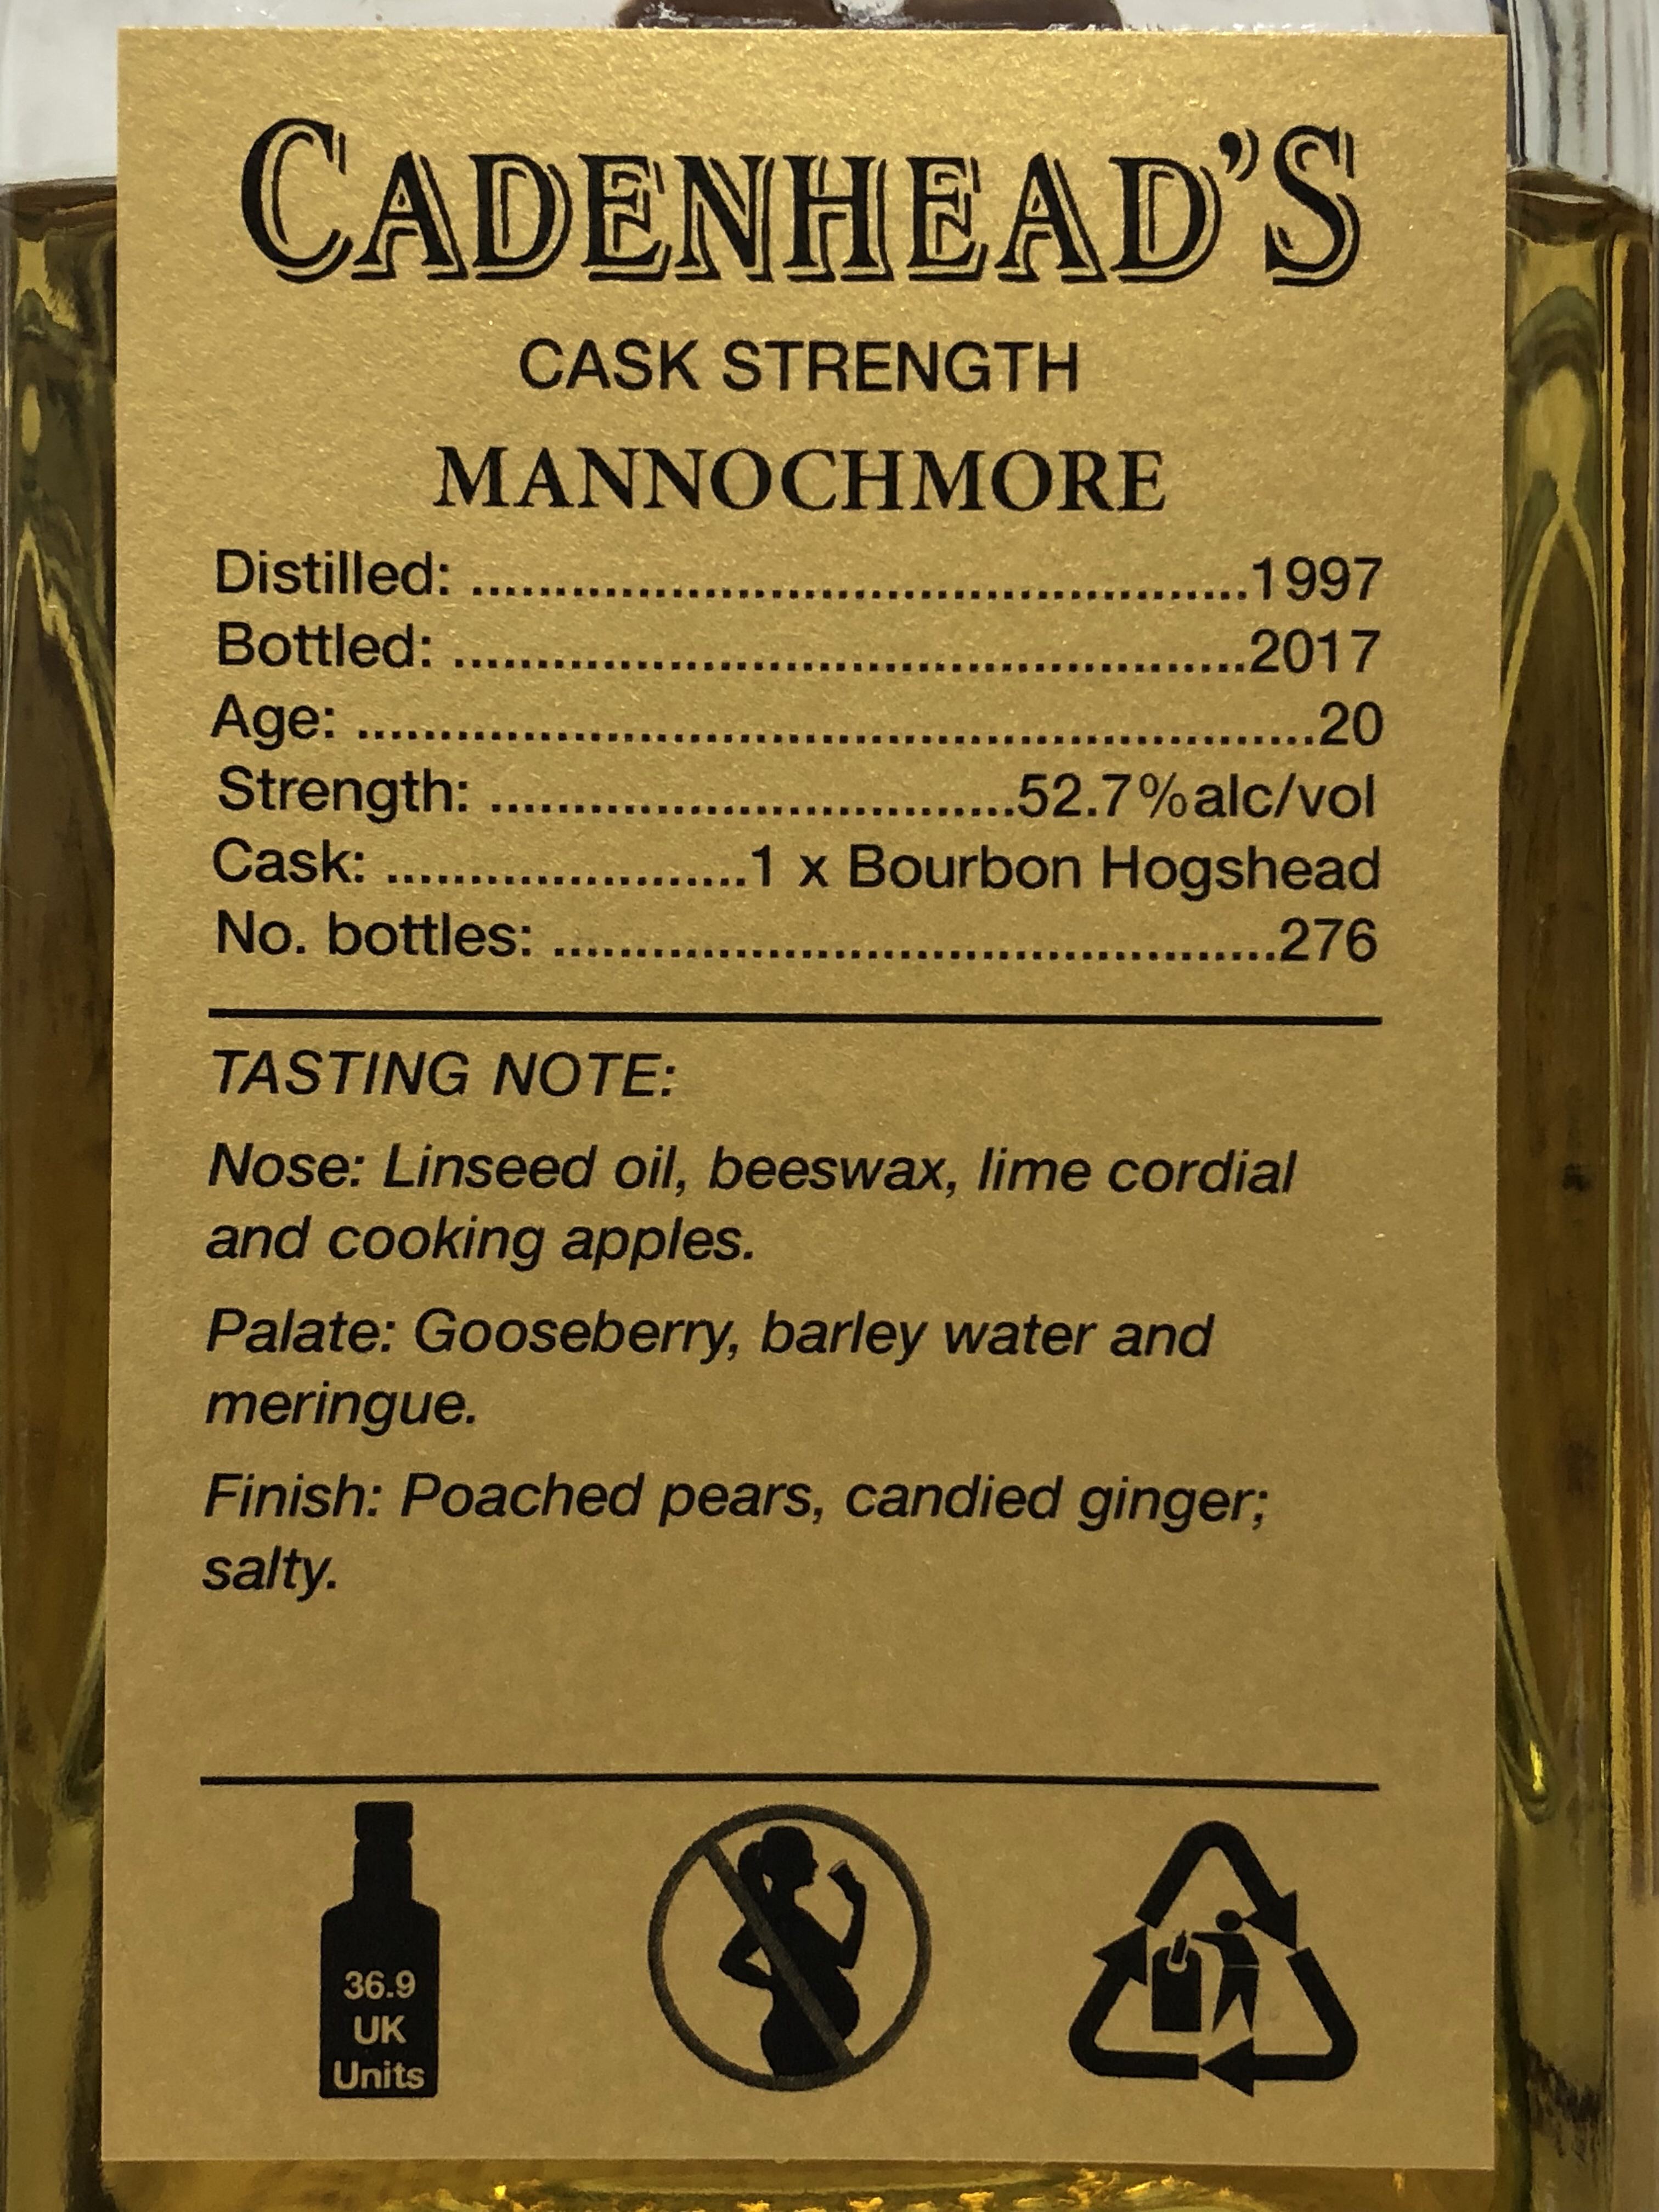 CADENHEAD'S
CASK STRENGTH
MANNOCHMORE
Distilled: ..............................................1997
Bottled: ...............................................2017
Age: .........................................................20
Strength: ................................52.7%alc/vol
Cask: ......................1 x Bourbon Hogshead
No. bottles: ...........................................276
TASTING NOTE:
Nose: Linseed oil, beeswax, lime cordial
and cooking apples.
Palate: Gooseberry, barley water and
meringue.
Finish: Poached pears, candied ginger;
salty.
36.9
UK
Units